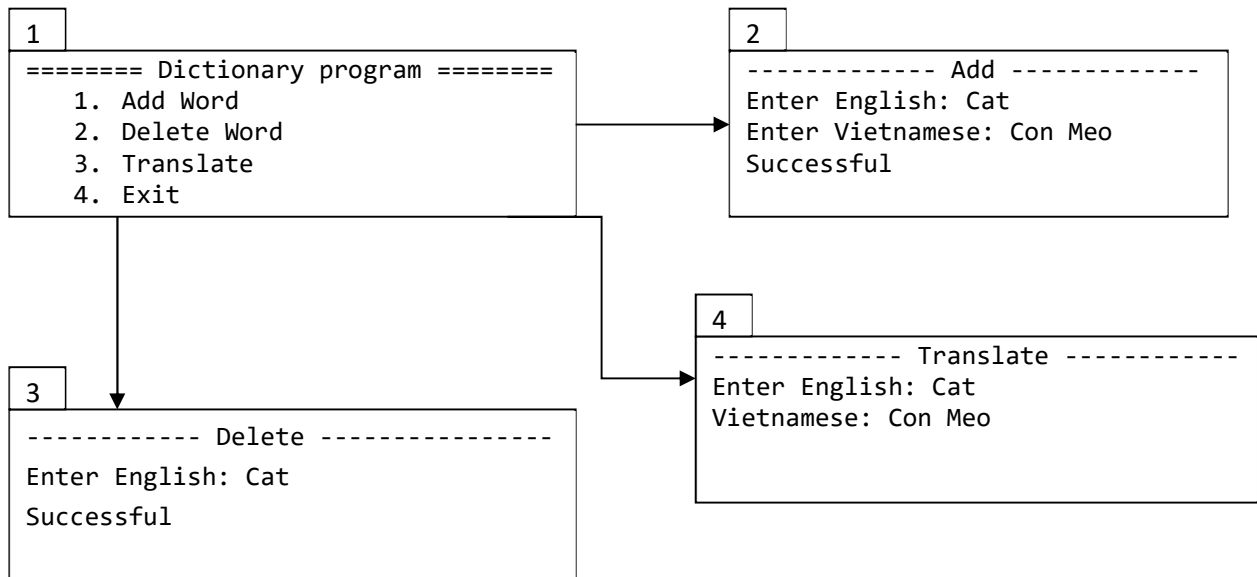 1
======== Dictionary program ========
1. Add Word
2. Delete Word
3. Translate
4. Exit
2
------------- Add -------------
Enter English: Cat
Enter Vietnamese: Con Meo
Successful
3
------------ Delete ----------------
Enter English: Cat
Successful
4
------------- Translate ------------
Enter English: Cat
Vietnamese: Con Meo